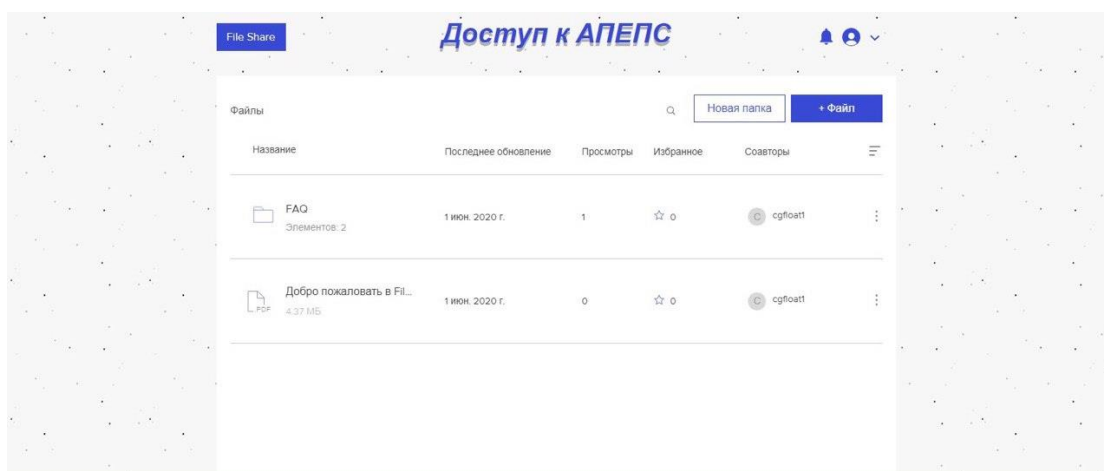 File Share
Доступ к АПЕПС
Файлы
Новая папка
+ Файл
Название
Последнее обновление
Просмотры
Избранное
Соавторы
FAQ
Элементов: 2
1 июн. 2020 г.
1
0
C
cgfloat1
Добро пожаловать в Fil...
PDF
4.37 МБ
1 июн. 2020 г.
0
0
C
cgfloat1